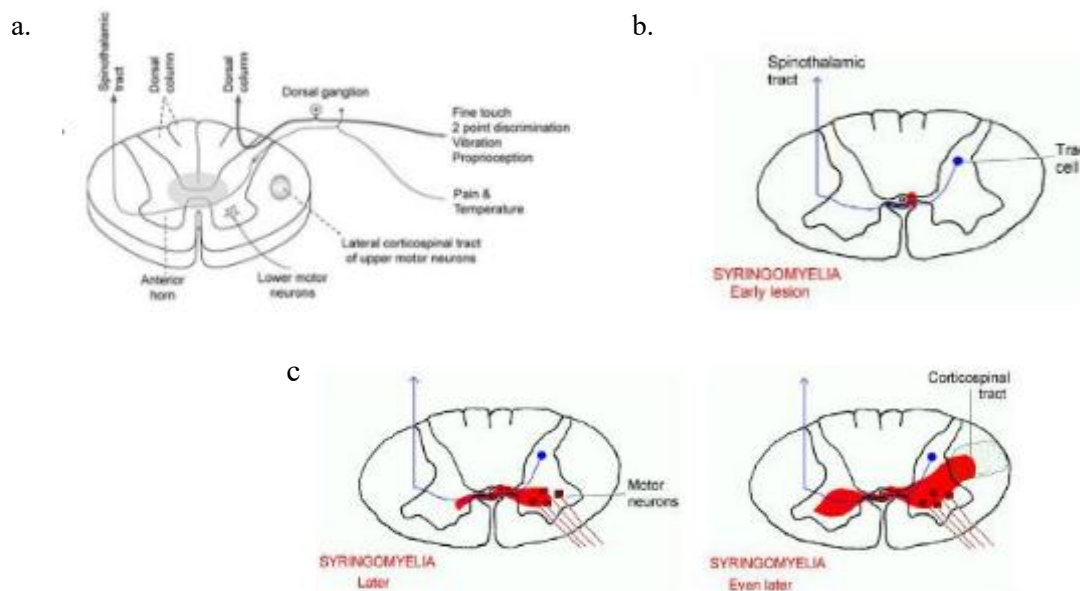 a.
Spinothalamic
tract
Dorsal
column
Dorsal
column
Dorsal ganglion
Fine touch
2 point discrimination
Vibration
Proprioception
Pain &
Temperature
Lateral corticospinal tract
of upper motor neurons
Anterior
horn
Lower motor
neurons
b.
Spinothalamic
tract
Trac
cell
SYRINGOMYELIA
Early lesion
c
Motor
neurons
SYRINGOMYELIA
Later
Corticospinal
tract
SYRINGOMYELIA
Even later